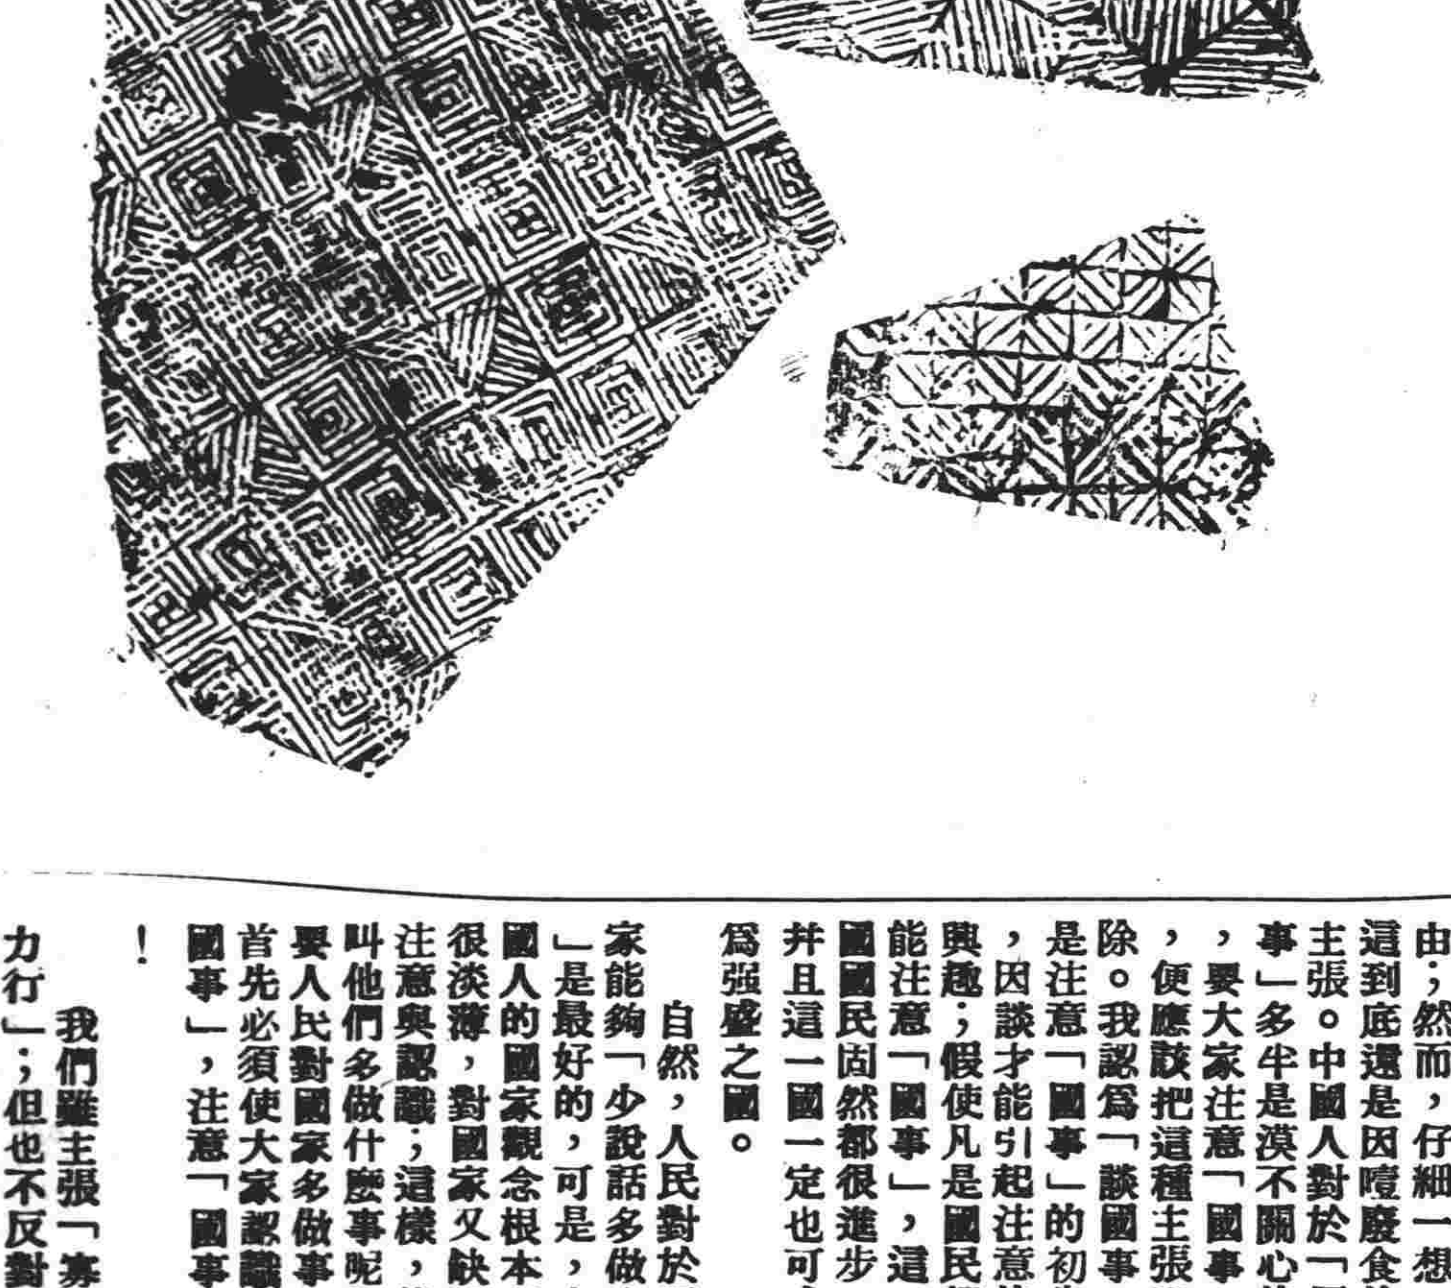 由；然而，仔細一想
這到底還是因噎廢食
主張。中國人對於「
事」多半是漠不關心
，要大家注意「國事
，便應該把這種主張
除。我認爲「談國事
是注意「國事」的初
，因談才能引起注意
興趣；假使凡是國民
能注意「國事」，這
國國民固然都很進步
幷且這一國一定也可
爲强盛之國。
自然，人民對於
家能夠「少說話多做
」是最好的，可是，
國人的國家觀念根本
很淡薄，對國家又缺
注意與認識；這樣，
叫他們多做什麼事呢
要人民對國家多做事
首先必須使大家認識
國事」，注意「國事
！
我們雖主張「寡
力行」；但也不反對